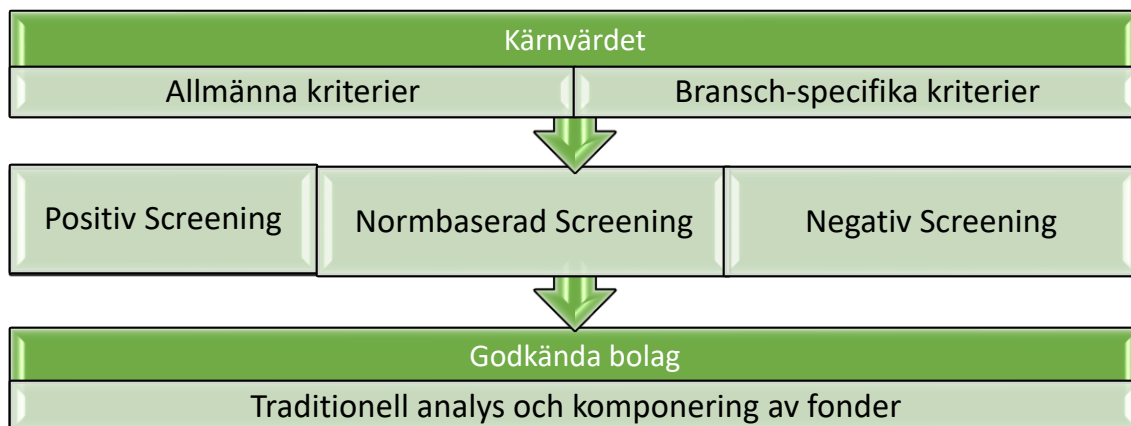 Kärnvärdet
Allmänna kriterier
Bransch-specifika kriterier
Positiv Screening
Normbaserad Screening
Negativ Screening
Godkända bolag
Traditionell analys och komponering av fonder